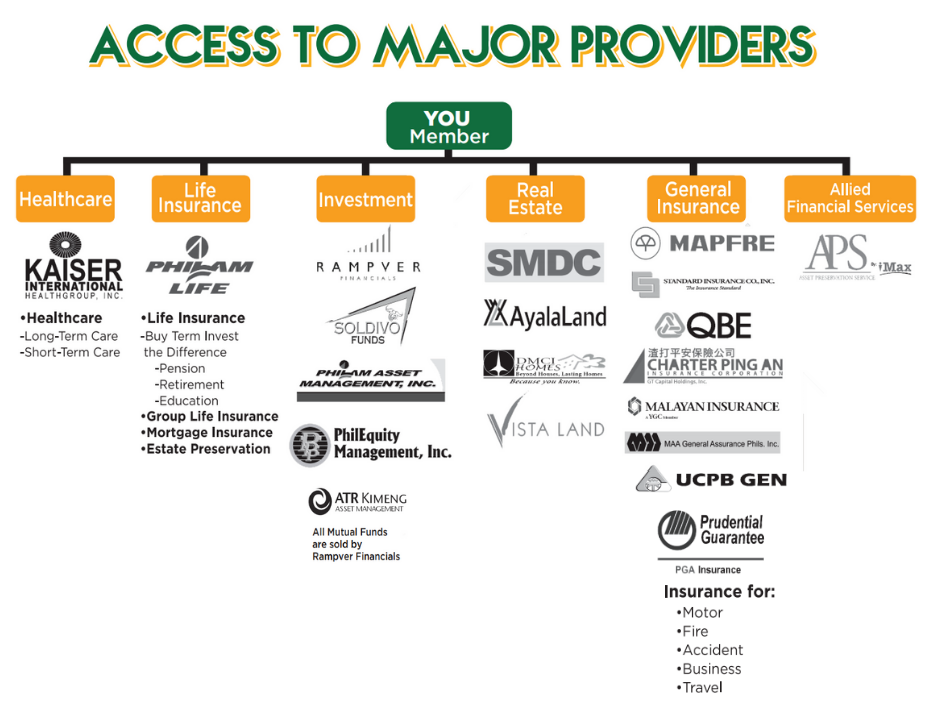 ACCESS TO MAJOR PROVIDERS
YOU
Member
Healthcare
KAISER
INTERNATIONAL
HEALTHGROUP, INC.
•Healthcare
-Long-Term Care
-Short-Term Care
Life
Insurance
PHILAM
LIFE
•Life Insurance
-Buy Term Invest
the Difference
-Pension
-Retirement
-Education
•Group Life Insurance
•Mortgage Insurance
•Estate Preservation
Investment
RAMPVER
FINANCIALS
SOLDIVO
FUNDS
PHILAM ASSET
MANAGEMENT, INC.
PhilEquity
Management, Inc.
ATR KIMENG
ASSET MANAGEMENT
All Mutual Funds
are sold by
Rampver Financials
Real
Estate
SMDC
AyalaLand
DMCI
HOMES
Beyond Houses, Lasting Homes
Because you know.
VISTA LAND
General
Insurance
MAPFRE
STANDARD INSURANCE CO., INC.
The Insurance Standard
QBE
渣打平安保險公司
CHARTER PING AN
INSURANCE CORPORATION
GT Capital Holdings, Inc.
MALAYAN INSURANCE
a YGC Member
MAA General Assurance Phils. Inc.
UCPB GEN
Prudential
Guarantee
PGA Insurance
Insurance for:
•Motor
•Fire
•Accident
•Business
•Travel
Allied
Financial Services
APS by iMax
ASSET PRESERVATION SERVICE